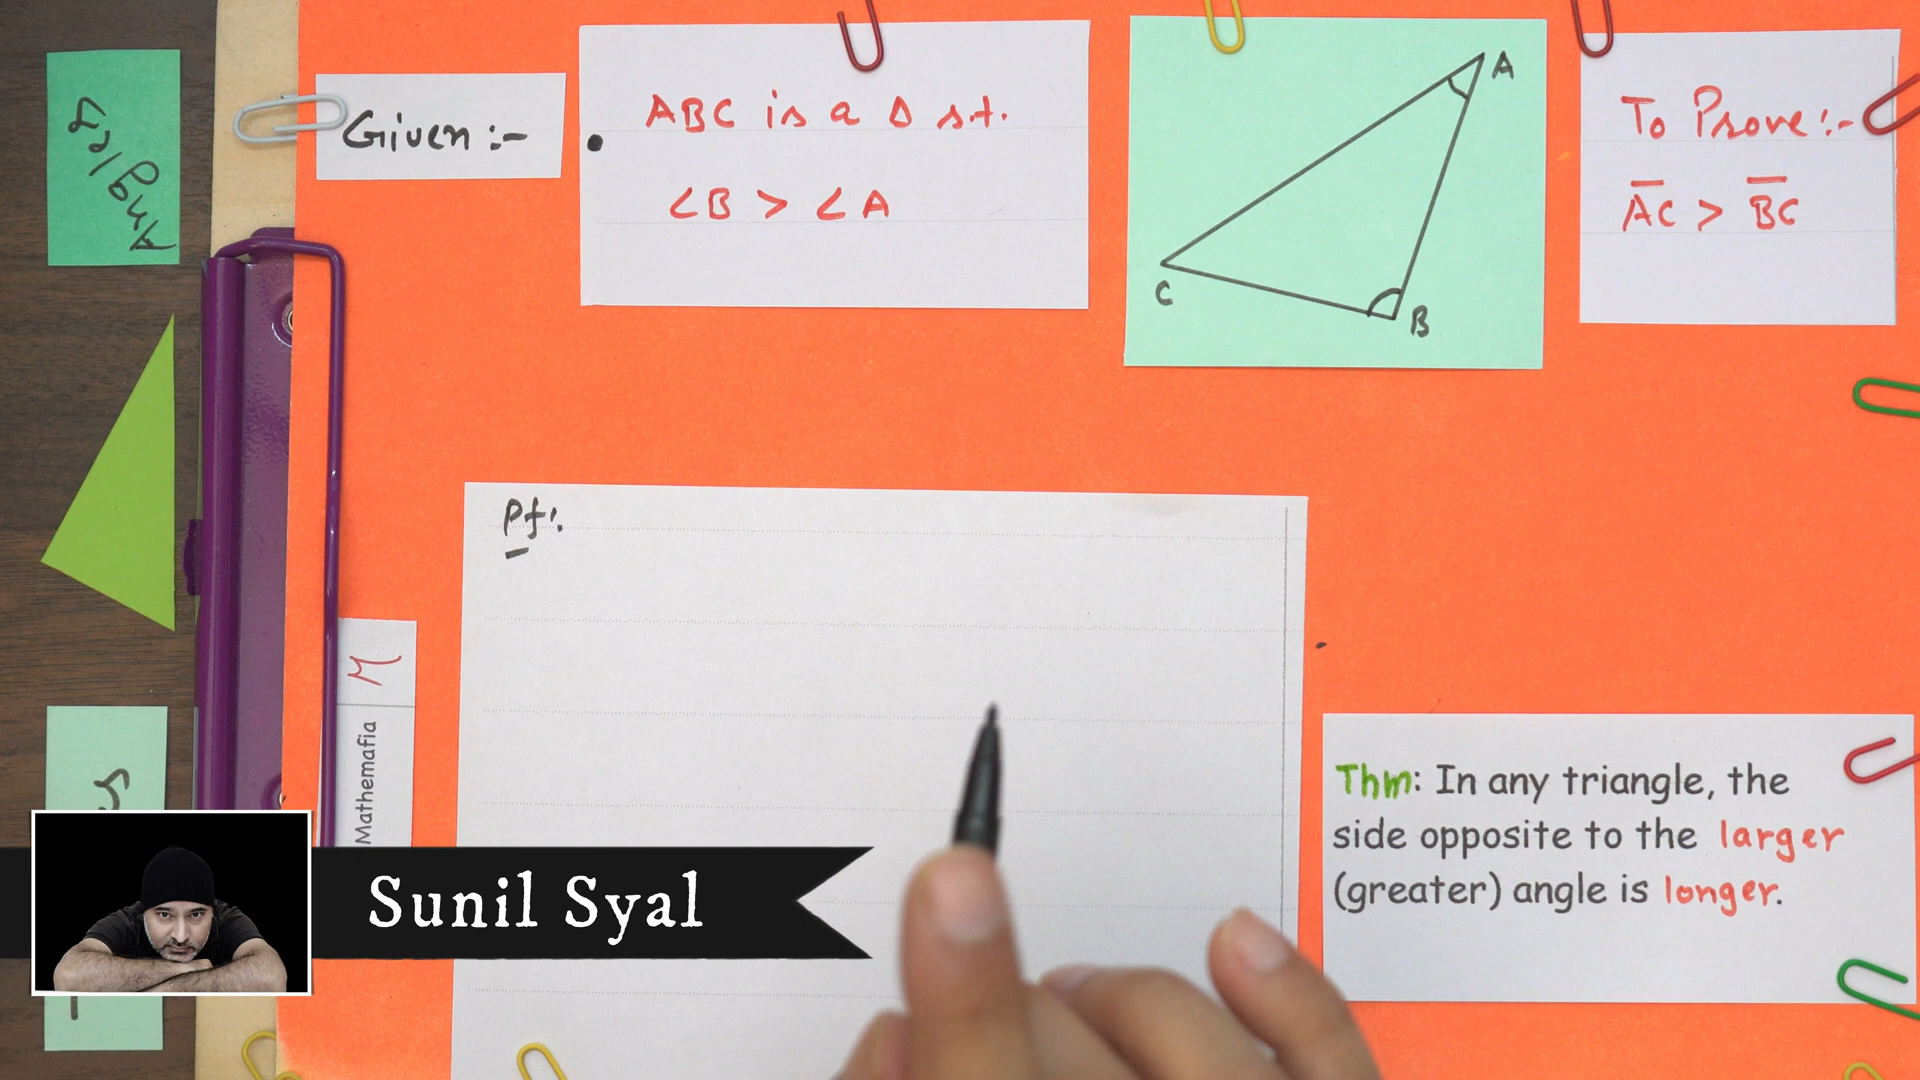 Angles
Given :-
ABC is a Δ s.t.
∠B > ∠A
A
C
B
To Prove :-
AC > BC
Pf:
M
Mathemafia
Thm: In any triangle, the
side opposite to the larger
(greater) angle is longer.
Sunil Syal